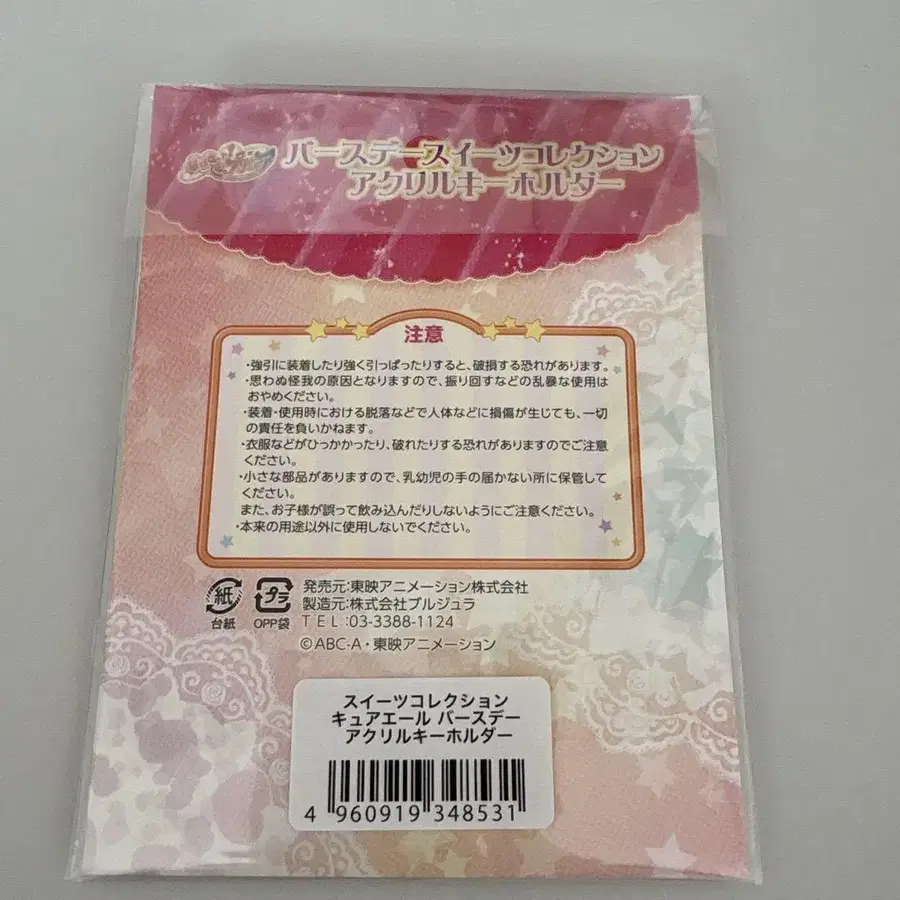 バースデースイーツコレクション
アクリルキーホルダー
注意
・強引に装着したり強く引っぱったりすると、破損する恐れがあります。
・思わぬ怪我の原因となりますので、振り回すなどの乱暴な使用は
おやめください。
・装着・使用時における脱落などで人体などに損傷が生じても、一切
の責任を負いかねます。
・衣服などがひっかかったり、破れたりする恐れがありますのでご注意
ください。
・小さな部品がありますので、乳幼児の手の届かない所に保管して
ください。
また、お子様が誤って飲み込んだりしないようにご注意ください。
・本来の用途以外に使用しないでください。
紙
台紙
プラ
OPP袋
発売元:東映アニメーション株式会社
製造元:株式会社ブルジュラ
TEL:03-3388-1124
©ABC-A・東映アニメーション
スイーツコレクション
キュアエール バースデー
アクリルキーホルダー
4 960919 348531